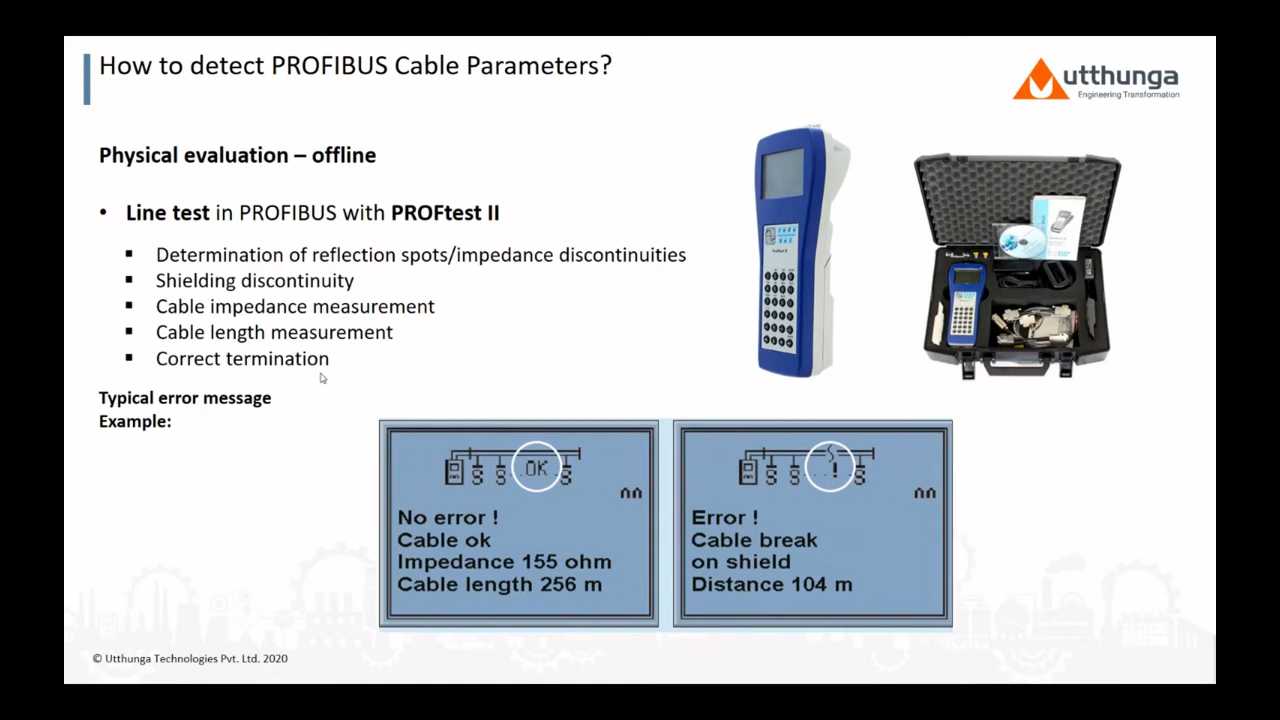 How to detect PROFIBUS Cable Parameters?
utthunga
Engineering Transformation
Physical evaluation – offline
• Line test in PROFIBUS with PROFtest II
▪ Determination of reflection spots/impedance discontinuities
▪ Shielding discontinuity
▪ Cable impedance measurement
▪ Cable length measurement
▪ Correct termination
Typical error message
Example:
OK
No error !
Cable ok
Impedance 155 ohm
Cable length 256 m
!
Error !
Cable break
on shield
Distance 104 m
© Utthunga Technologies Pvt. Ltd. 2020